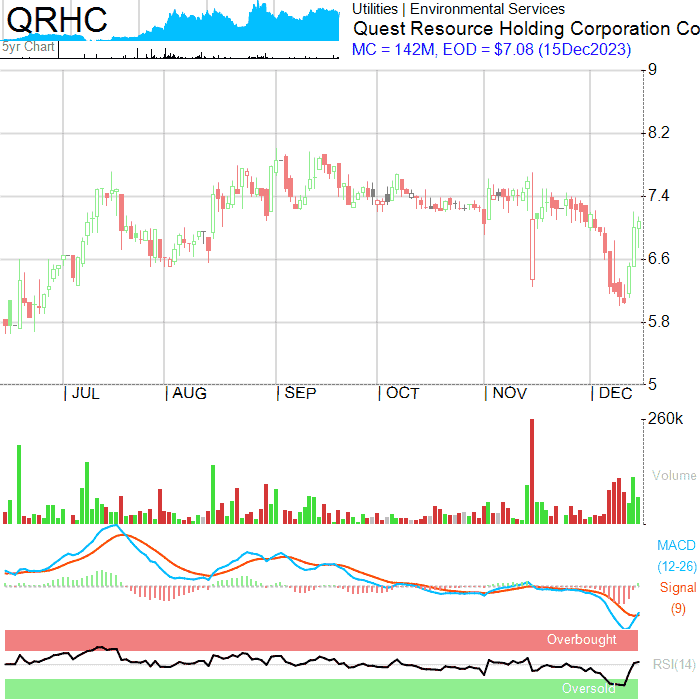 QRHC
5yr Chart
Utilities | Environmental Services
Quest Resource Holding Corporation Co
MC = 142M, EOD = $7.08 (15Dec2023)
9
8.2
7.4
6.6
5.8
5
JUL AUG SEP OCT NOV DEC
260k
Volume
MACD
(12-26)
Signal
(9)
Overbought
RSI(14)
Oversold